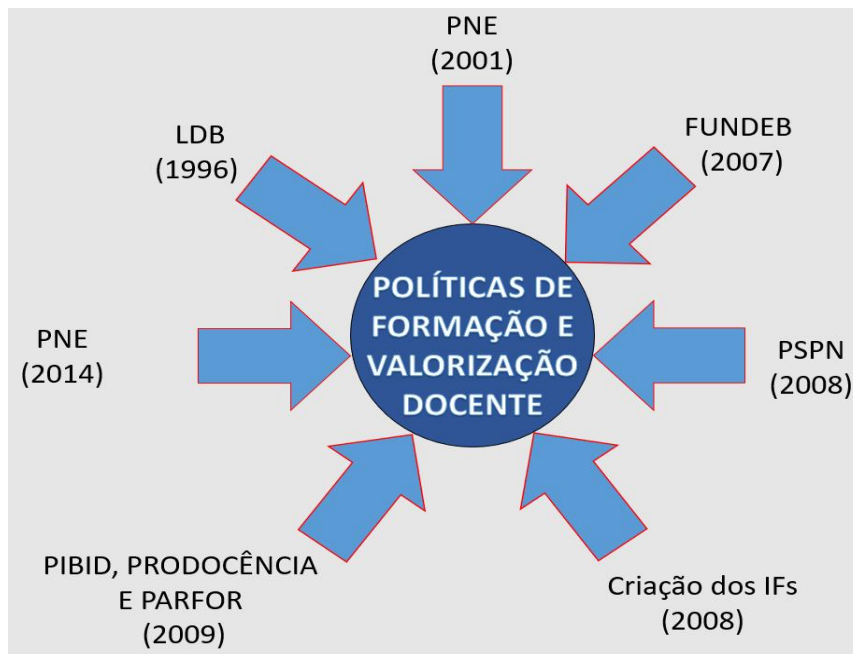 PNE
(2001)
LDB
(1996)
FUNDEB
(2007)
POLÍTICAS DE
FORMAÇÃO E
VALORIZAÇÃO
DOCENTE
PNE
(2014)
PSPN
(2008)
PIBID, PRODOCÊNCIA
E PARFOR
(2009)
Criação dos IFs
(2008)